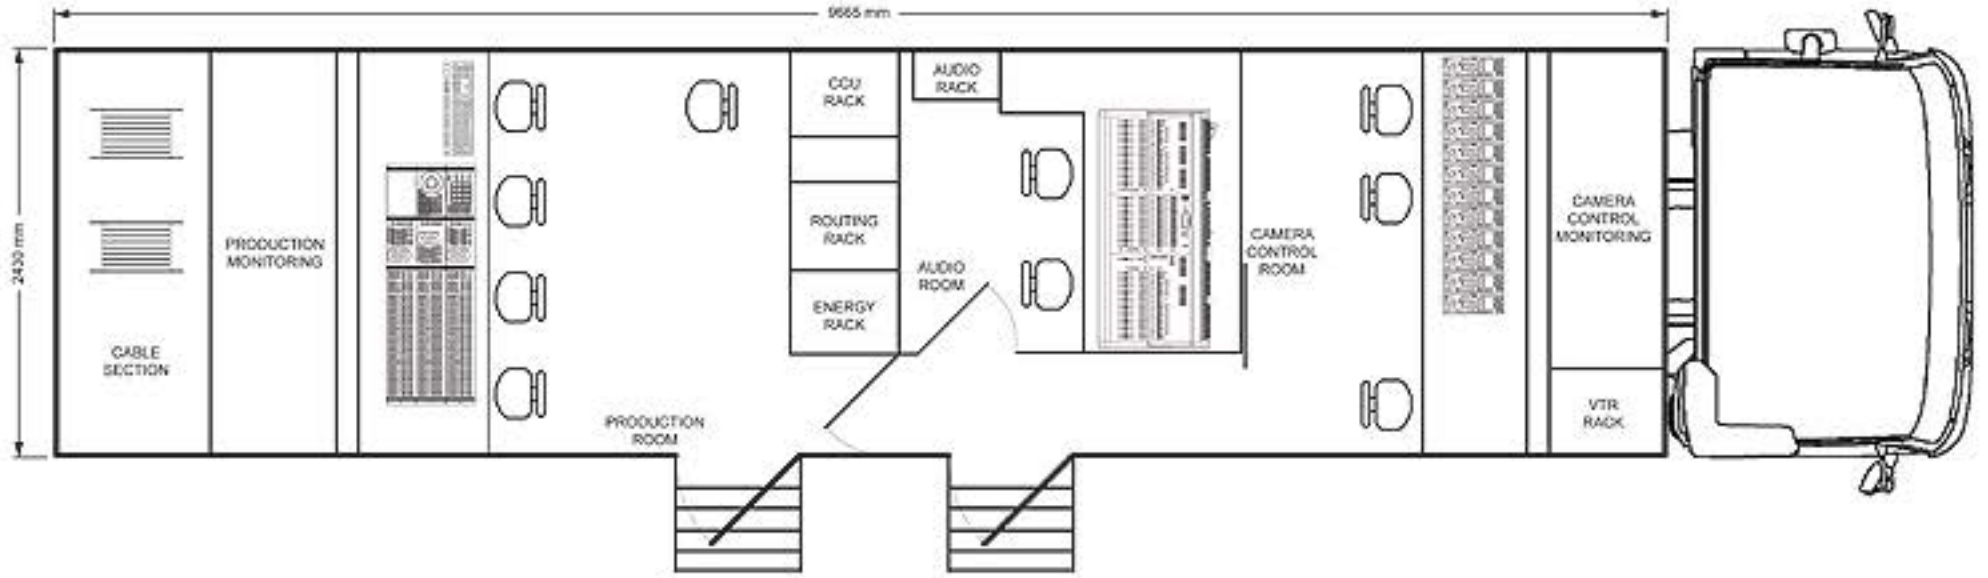 9665 mm
2430 mm
CABLE
SECTION
PRODUCTION
MONITORING
PRODUCTION
ROOM
CCU
RACK
ROUTING
RACK
ENERGY
RACK
AUDIO
RACK
AUDIO
ROOM
CAMERA
CONTROL
ROOM
CAMERA
CONTROL
MONITORING
VTR
RACK